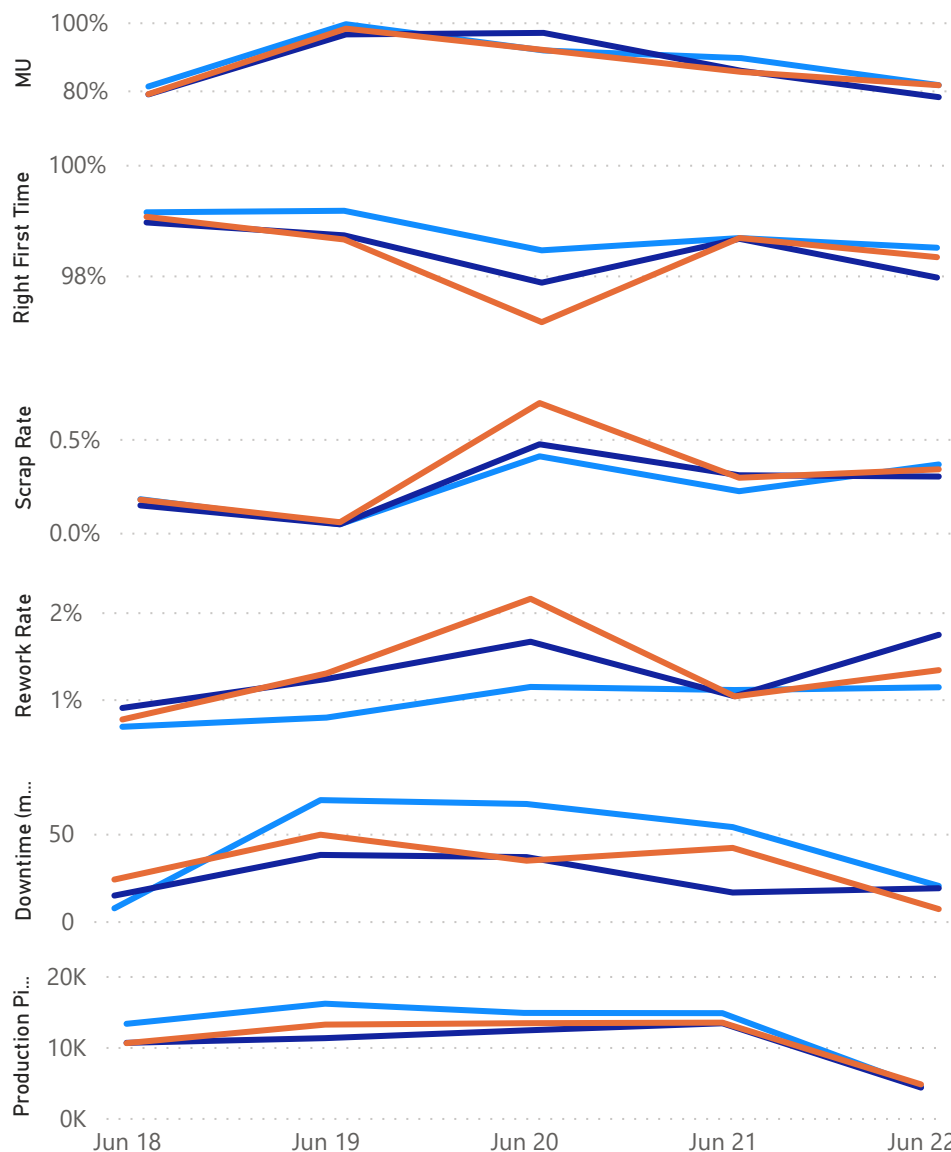 MU
100%
80%
Right First Time
100%
98%
Scrap Rate
0.5%
0.0%
Rework Rate
2%
1%
Downtime (m...
50
0
Production Pi...
20K
10K
0K
Jun 18 Jun 19 Jun 20 Jun 21 Jun 22